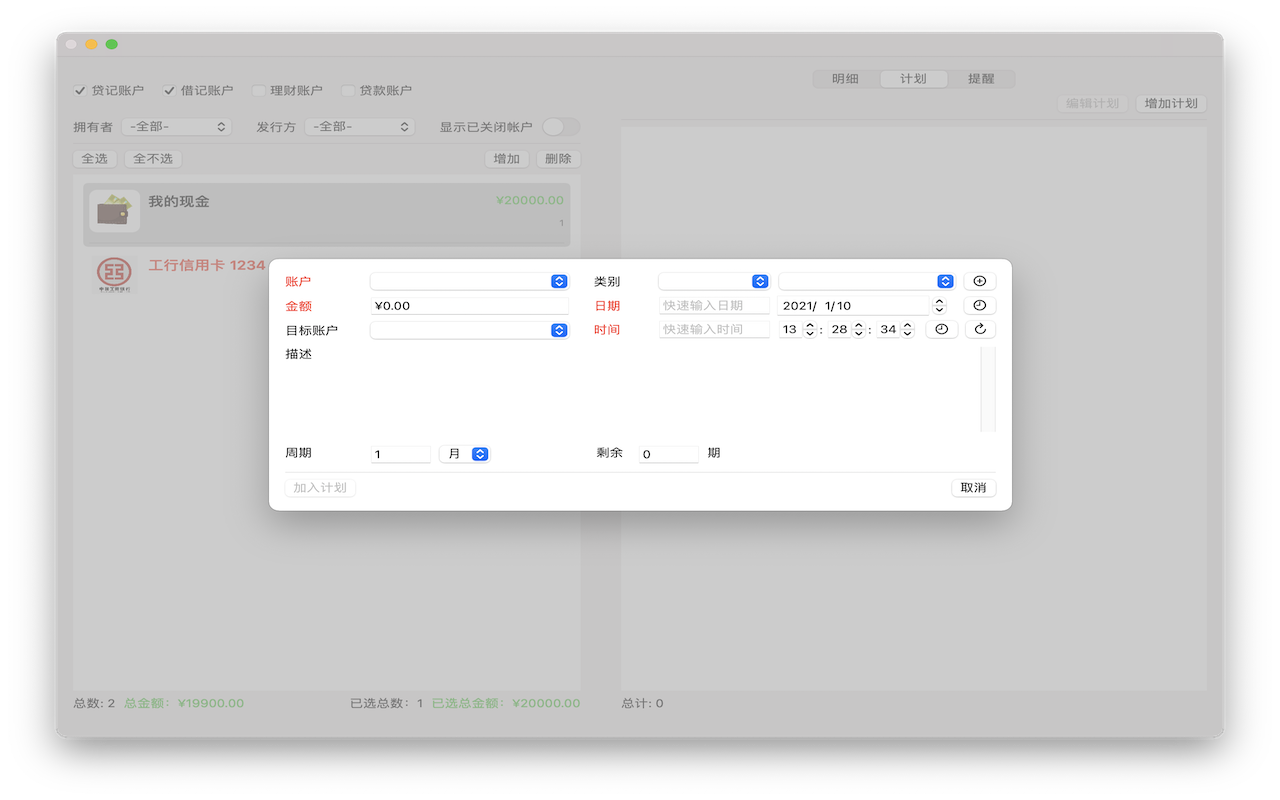 明细 计划 提醒
贷记账户 借记账户 理财账户 贷款账户
编辑计划 增加计划
拥有者 -全部- 发行方 -全部- 显示已关闭帐户
全选 全不选 增加 删除
我的现金 ¥20000.00
1
工行信用卡 1234
账户 类别
金额 ¥0.00 日期 快速输入日期 2021/ 1/10
目标账户 时间 快速输入时间 13 : 28 : 34
描述
周期 1 月 剩余 0 期
加入计划 取消
总数: 2 总金额: ¥19900.00 已选总数: 1 已选总金额: ¥20000.00 总计: 0